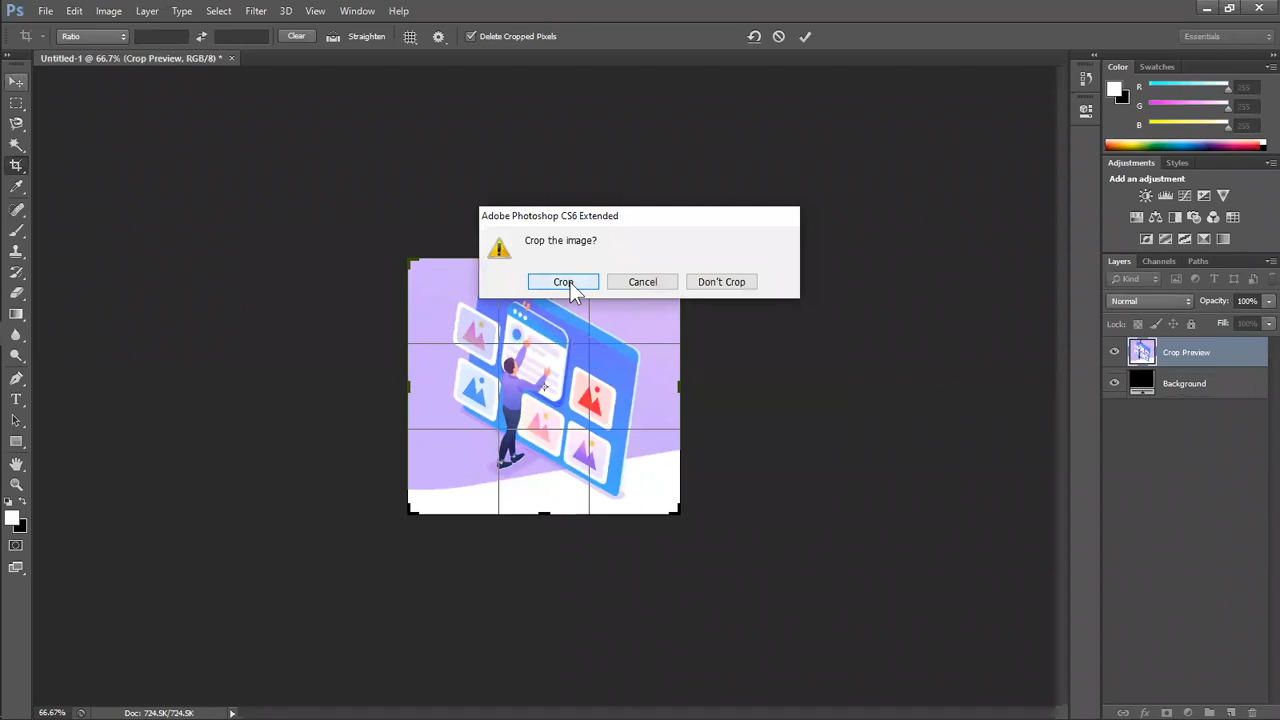 Ps File Edit Image Layer Type Select Filter 3D View Window Help
Ratio Clear Straighten Delete Cropped Pixels Essentials
Untitled-1 @ 66.7% (Crop Preview, RGB/8) * ×
Color Swatches
R 255
G 255
B 255
Adjustments Styles
Add an adjustment
Adobe Photoshop CS6 Extended
Crop the image?
Crop Cancel Don't Crop
Layers Channels Paths
Kind
Normal Opacity: 100%
Lock: Fill: 100%
Crop Preview
Background
66.67% Doc: 724.5K/724.5K